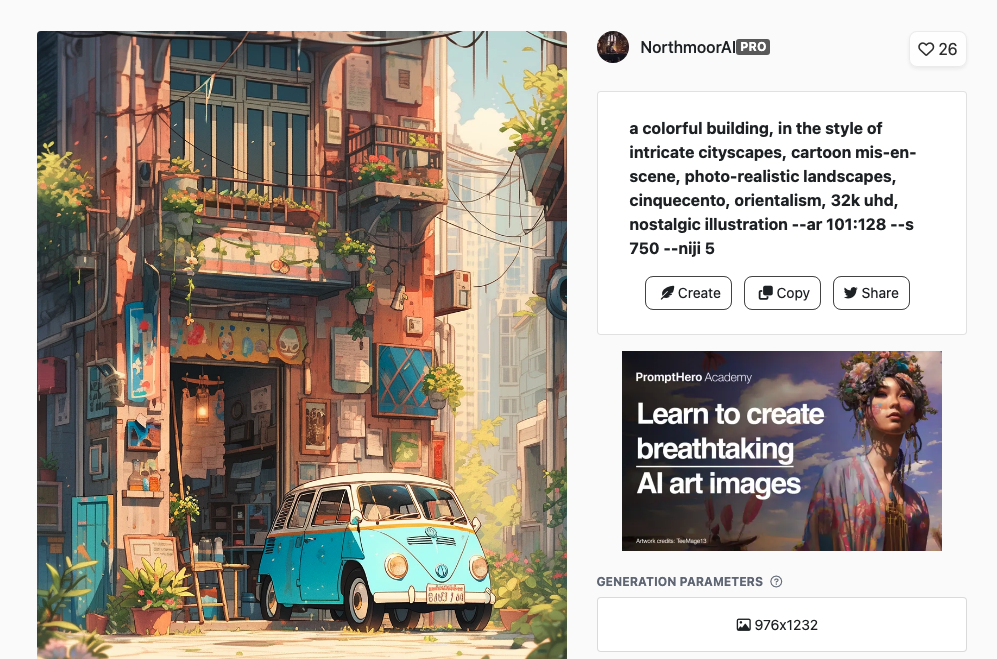 NorthmoorAI PRO
26
a colorful building, in the style of
intricate cityscapes, cartoon mis-en-
scene, photo-realistic landscapes,
cinquecento, orientalism, 32k uhd,
nostalgic illustration --ar 101:128 --s
750 --niji 5
Create Copy Share
PromptHero Academy
Learn to create
breathtaking
AI art images
Artwork credits: TeeMage13
GENERATION PARAMETERS
976x1232